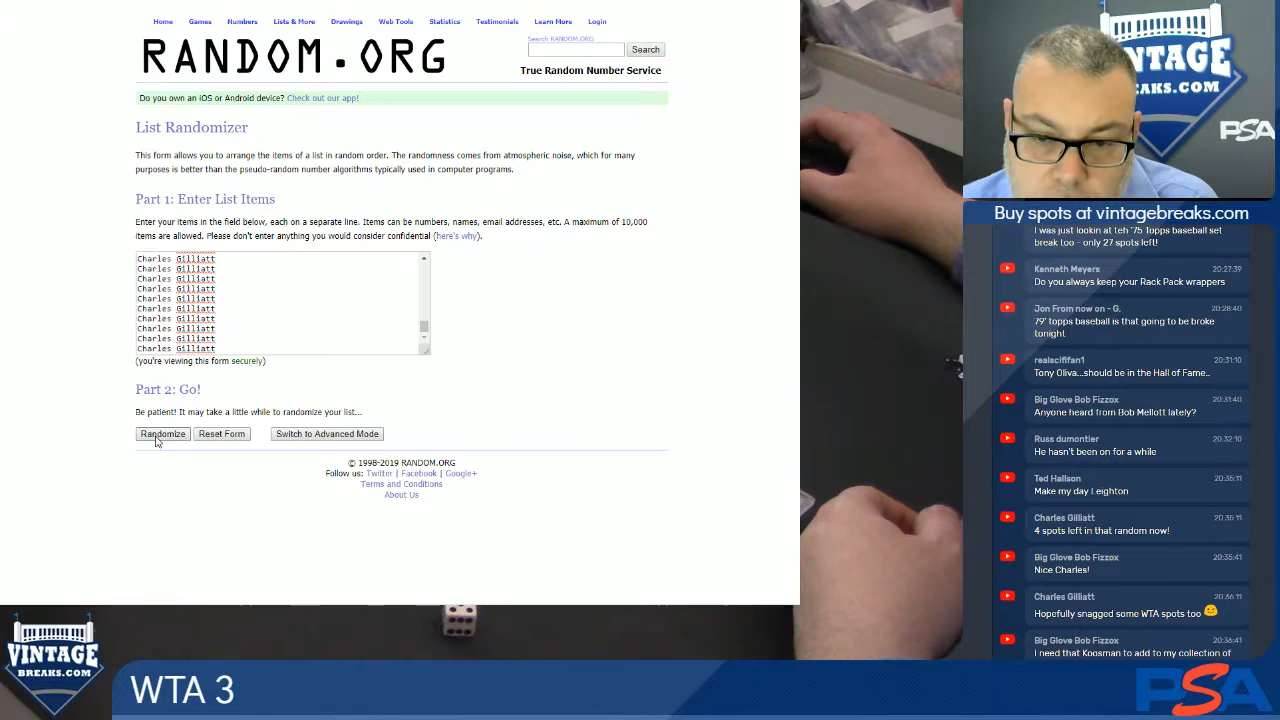 Home Games Numbers Lists & More Drawings Web Tools Statistics Testimonials Learn More Login
RANDOM.ORG
Search RANDOM.ORG
Search
True Random Number Service
Do you own an iOS or Android device? Check out our app!
List Randomizer
This form allows you to arrange the items of a list in random order. The randomness comes from atmospheric noise, which for many
purposes is better than the pseudo-random number algorithms typically used in computer programs.
Part 1: Enter List Items
Enter your items in the field below, each on a separate line. Items can be numbers, names, email addresses, etc. A maximum of 10,000
items are allowed. Please don't enter anything you would consider confidential (here's why).
Charles Gilliatt
Charles Gilliatt
Charles Gilliatt
Charles Gilliatt
Charles Gilliatt
Charles Gilliatt
Charles Gilliatt
Charles Gilliatt
Charles Gilliatt
Charles Gilliatt
(you're viewing this form securely)
Part 2: Go!
Be patient! It may take a little while to randomize your list...
Randomize Reset Form Switch to Advanced Mode
© 1998-2019 RANDOM.ORG
Follow us: Twitter | Facebook | Google+
Terms and Conditions
About Us
VINTAGE
BREAKS.COM
PSA
Buy spots at vintagebreaks.com
I was just lookin at teh '75 Topps baseball set
break too - only 27 spots left!
Kenneth Meyers 20:27:39
Do you always keep your Rack Pack wrappers
Jon From now on - G. 20:28:40
79' topps baseball is that going to be broke
tonight
realscififan1 20:31:10
Tony Oliva...should be in the Hall of Fame..
Big Glove Bob Fizzox 20:31:40
Anyone heard from Bob Mellott lately?
Russ dumontier 20:32:10
He hasn't been on for a while
Ted Hallson 20:35:11
Make my day Leighton
Charles Gilliatt 20:35:11
4 spots left in that random now!
Big Glove Bob Fizzox 20:35:41
Nice Charles!
Charles Gilliatt 20:36:11
Hopefully snagged some WTA spots too
Big Glove Bob Fizzox 20:36:41
I need that Koosman to add to my collection of
VINTAGE
BREAKS.COM
WTA 3
PSA